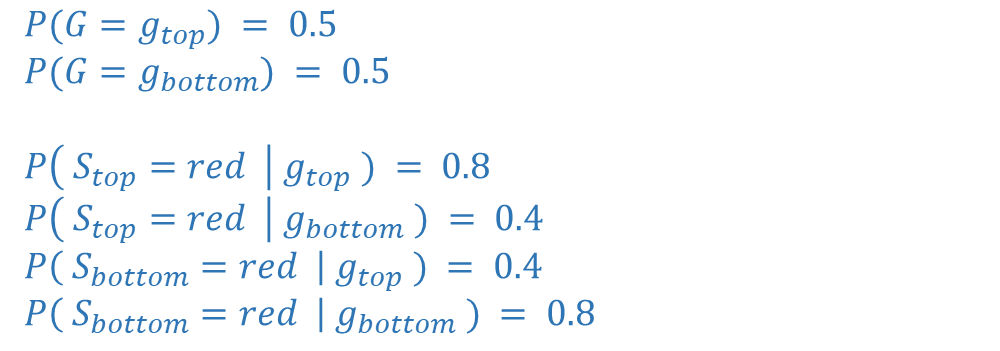 P(G = g_top) = 0.5
P(G = g_bottom) = 0.5
P( S_top = red | g_top ) = 0.8
P( S_top = red | g_bottom ) = 0.4
P( S_bottom = red | g_top ) = 0.4
P( S_bottom = red | g_bottom ) = 0.8